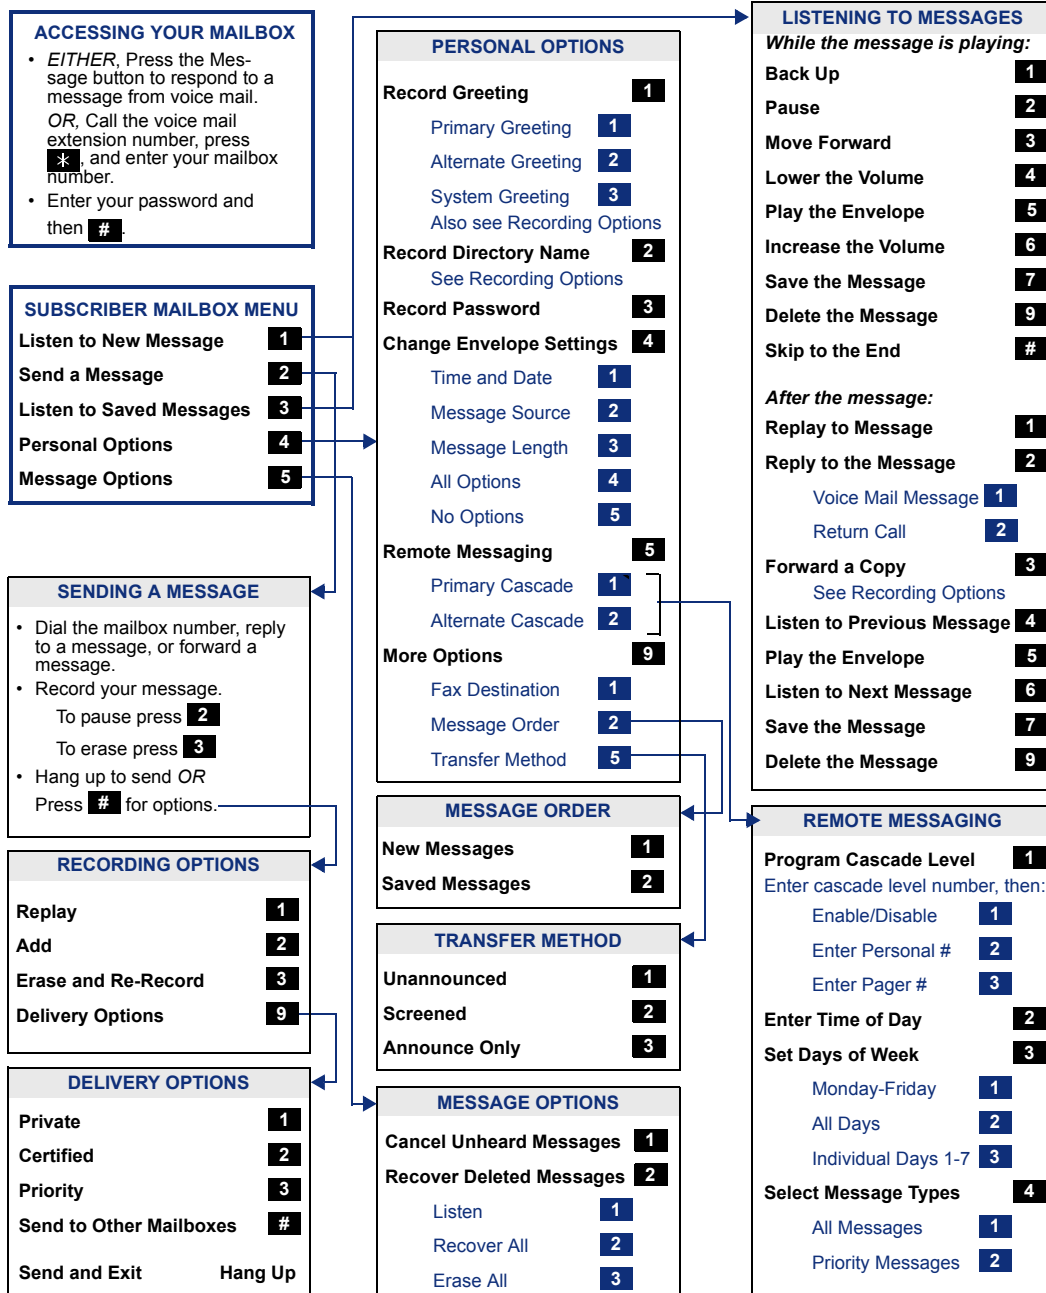 ACCESSING YOUR MAILBOX
• EITHER, Press the Mes-
sage button to respond to a
message from voice mail.
OR, Call the voice mail
extension number, press
* , and enter your mailbox
number.
• Enter your password and
then # .
SUBSCRIBER MAILBOX MENU
Listen to New Message 1
Send a Message 2
Listen to Saved Messages 3
Personal Options 4
Message Options 5
SENDING A MESSAGE
• Dial the mailbox number, reply
to a message, or forward a
message.
• Record your message.
To pause press 2
To erase press 3
• Hang up to send OR
Press # for options.
RECORDING OPTIONS
Replay 1
Add 2
Erase and Re-Record 3
Delivery Options 9
DELIVERY OPTIONS
Private 1
Certified 2
Priority 3
Send to Other Mailboxes #
Send and Exit Hang Up
PERSONAL OPTIONS
Record Greeting 1
Primary Greeting 1
Alternate Greeting 2
System Greeting 3
Also see Recording Options
Record Directory Name 2
See Recording Options
Record Password 3
Change Envelope Settings 4
Time and Date 1
Message Source 2
Message Length 3
All Options 4
No Options 5
Remote Messaging 5
Primary Cascade 1
Alternate Cascade 2
More Options 9
Fax Destination 1
Message Order 2
Transfer Method 5
MESSAGE ORDER
New Messages 1
Saved Messages 2
TRANSFER METHOD
Unannounced 1
Screened 2
Announce Only 3
MESSAGE OPTIONS
Cancel Unheard Messages 1
Recover Deleted Messages 2
Listen 1
Recover All 2
Erase All 3
LISTENING TO MESSAGES
While the message is playing:
Back Up 1
Pause 2
Move Forward 3
Lower the Volume 4
Play the Envelope 5
Increase the Volume 6
Save the Message 7
Delete the Message 9
Skip to the End #
After the message:
Replay to Message 1
Reply to the Message 2
Voice Mail Message 1
Return Call 2
Forward a Copy 3
See Recording Options
Listen to Previous Message 4
Play the Envelope 5
Listen to Next Message 6
Save the Message 7
Delete the Message 9
REMOTE MESSAGING
Program Cascade Level 1
Enter cascade level number, then:
Enable/Disable 1
Enter Personal # 2
Enter Pager # 3
Enter Time of Day 2
Set Days of Week 3
Monday-Friday 1
All Days 2
Individual Days 1-7 3
Select Message Types 4
All Messages 1
Priority Messages 2